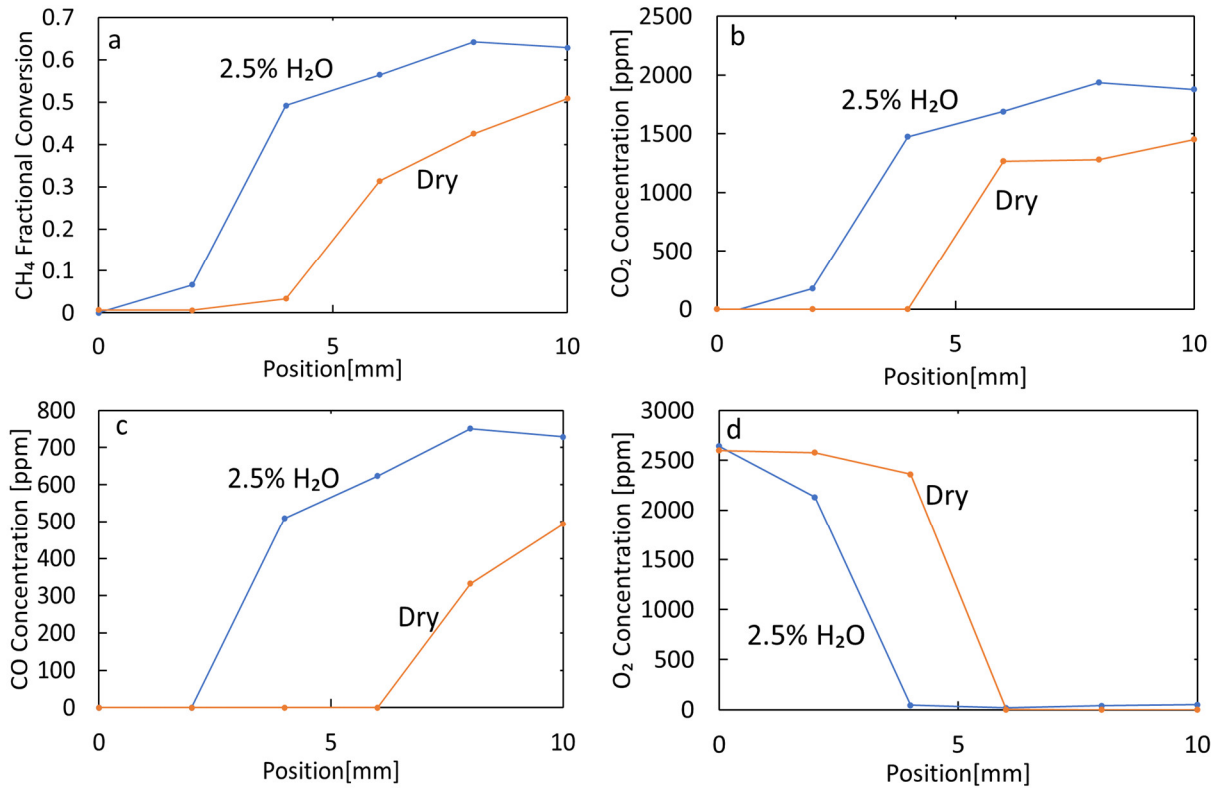 a
CH₄ Fractional Conversion
0.7
0.6
0.5
0.4
0.3
0.2
0.1
0
2.5% H₂O
Dry
0 5 10
Position[mm]
b
CO₂ Concentration [ppm]
2500
2000
1500
1000
500
0
2.5% H₂O
Dry
0 5 10
Position[mm]
c
CO Concentration [ppm]
800
700
600
500
400
300
200
100
0
2.5% H₂O
Dry
0 5 10
Position[mm]
d
O₂ Concentration [ppm]
3000
2500
2000
1500
1000
500
0
Dry
2.5% H₂O
0 5 10
Position[mm]